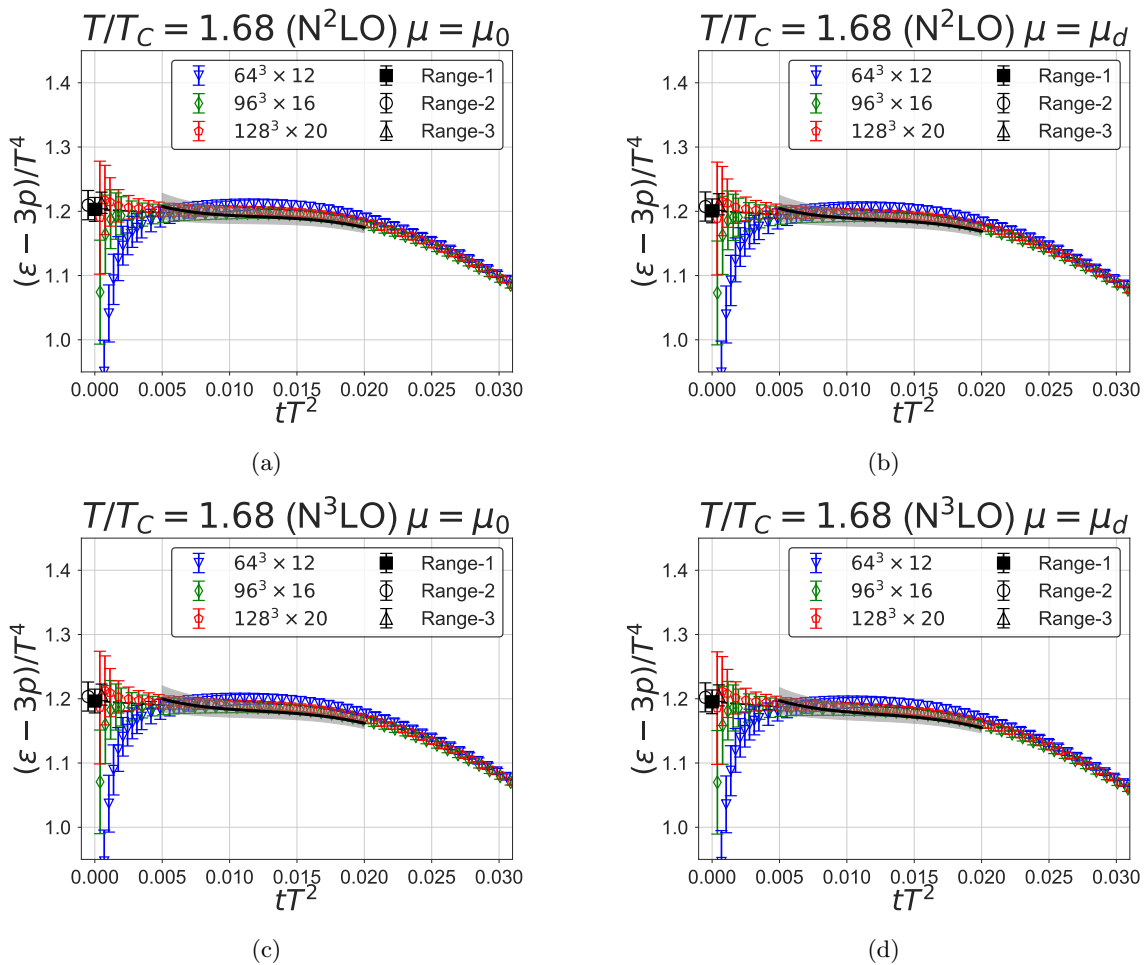 T/T_C = 1.68 (N²LO) μ = μ₀
(ε − 3p)/T⁴
1.4
1.3
1.2
1.1
1.0
64³ × 12
96³ × 16
128³ × 20
Range-1
Range-2
Range-3
0.000 0.005 0.010 0.015 0.020 0.025 0.030
tT²
(a)
T/T_C = 1.68 (N²LO) μ = μ_d
(ε − 3p)/T⁴
1.4
1.3
1.2
1.1
1.0
64³ × 12
96³ × 16
128³ × 20
Range-1
Range-2
Range-3
0.000 0.005 0.010 0.015 0.020 0.025 0.030
tT²
(b)
T/T_C = 1.68 (N³LO) μ = μ₀
(ε − 3p)/T⁴
1.4
1.3
1.2
1.1
1.0
64³ × 12
96³ × 16
128³ × 20
Range-1
Range-2
Range-3
0.000 0.005 0.010 0.015 0.020 0.025 0.030
tT²
(c)
T/T_C = 1.68 (N³LO) μ = μ_d
(ε − 3p)/T⁴
1.4
1.3
1.2
1.1
1.0
64³ × 12
96³ × 16
128³ × 20
Range-1
Range-2
Range-3
0.000 0.005 0.010 0.015 0.020 0.025 0.030
tT²
(d)